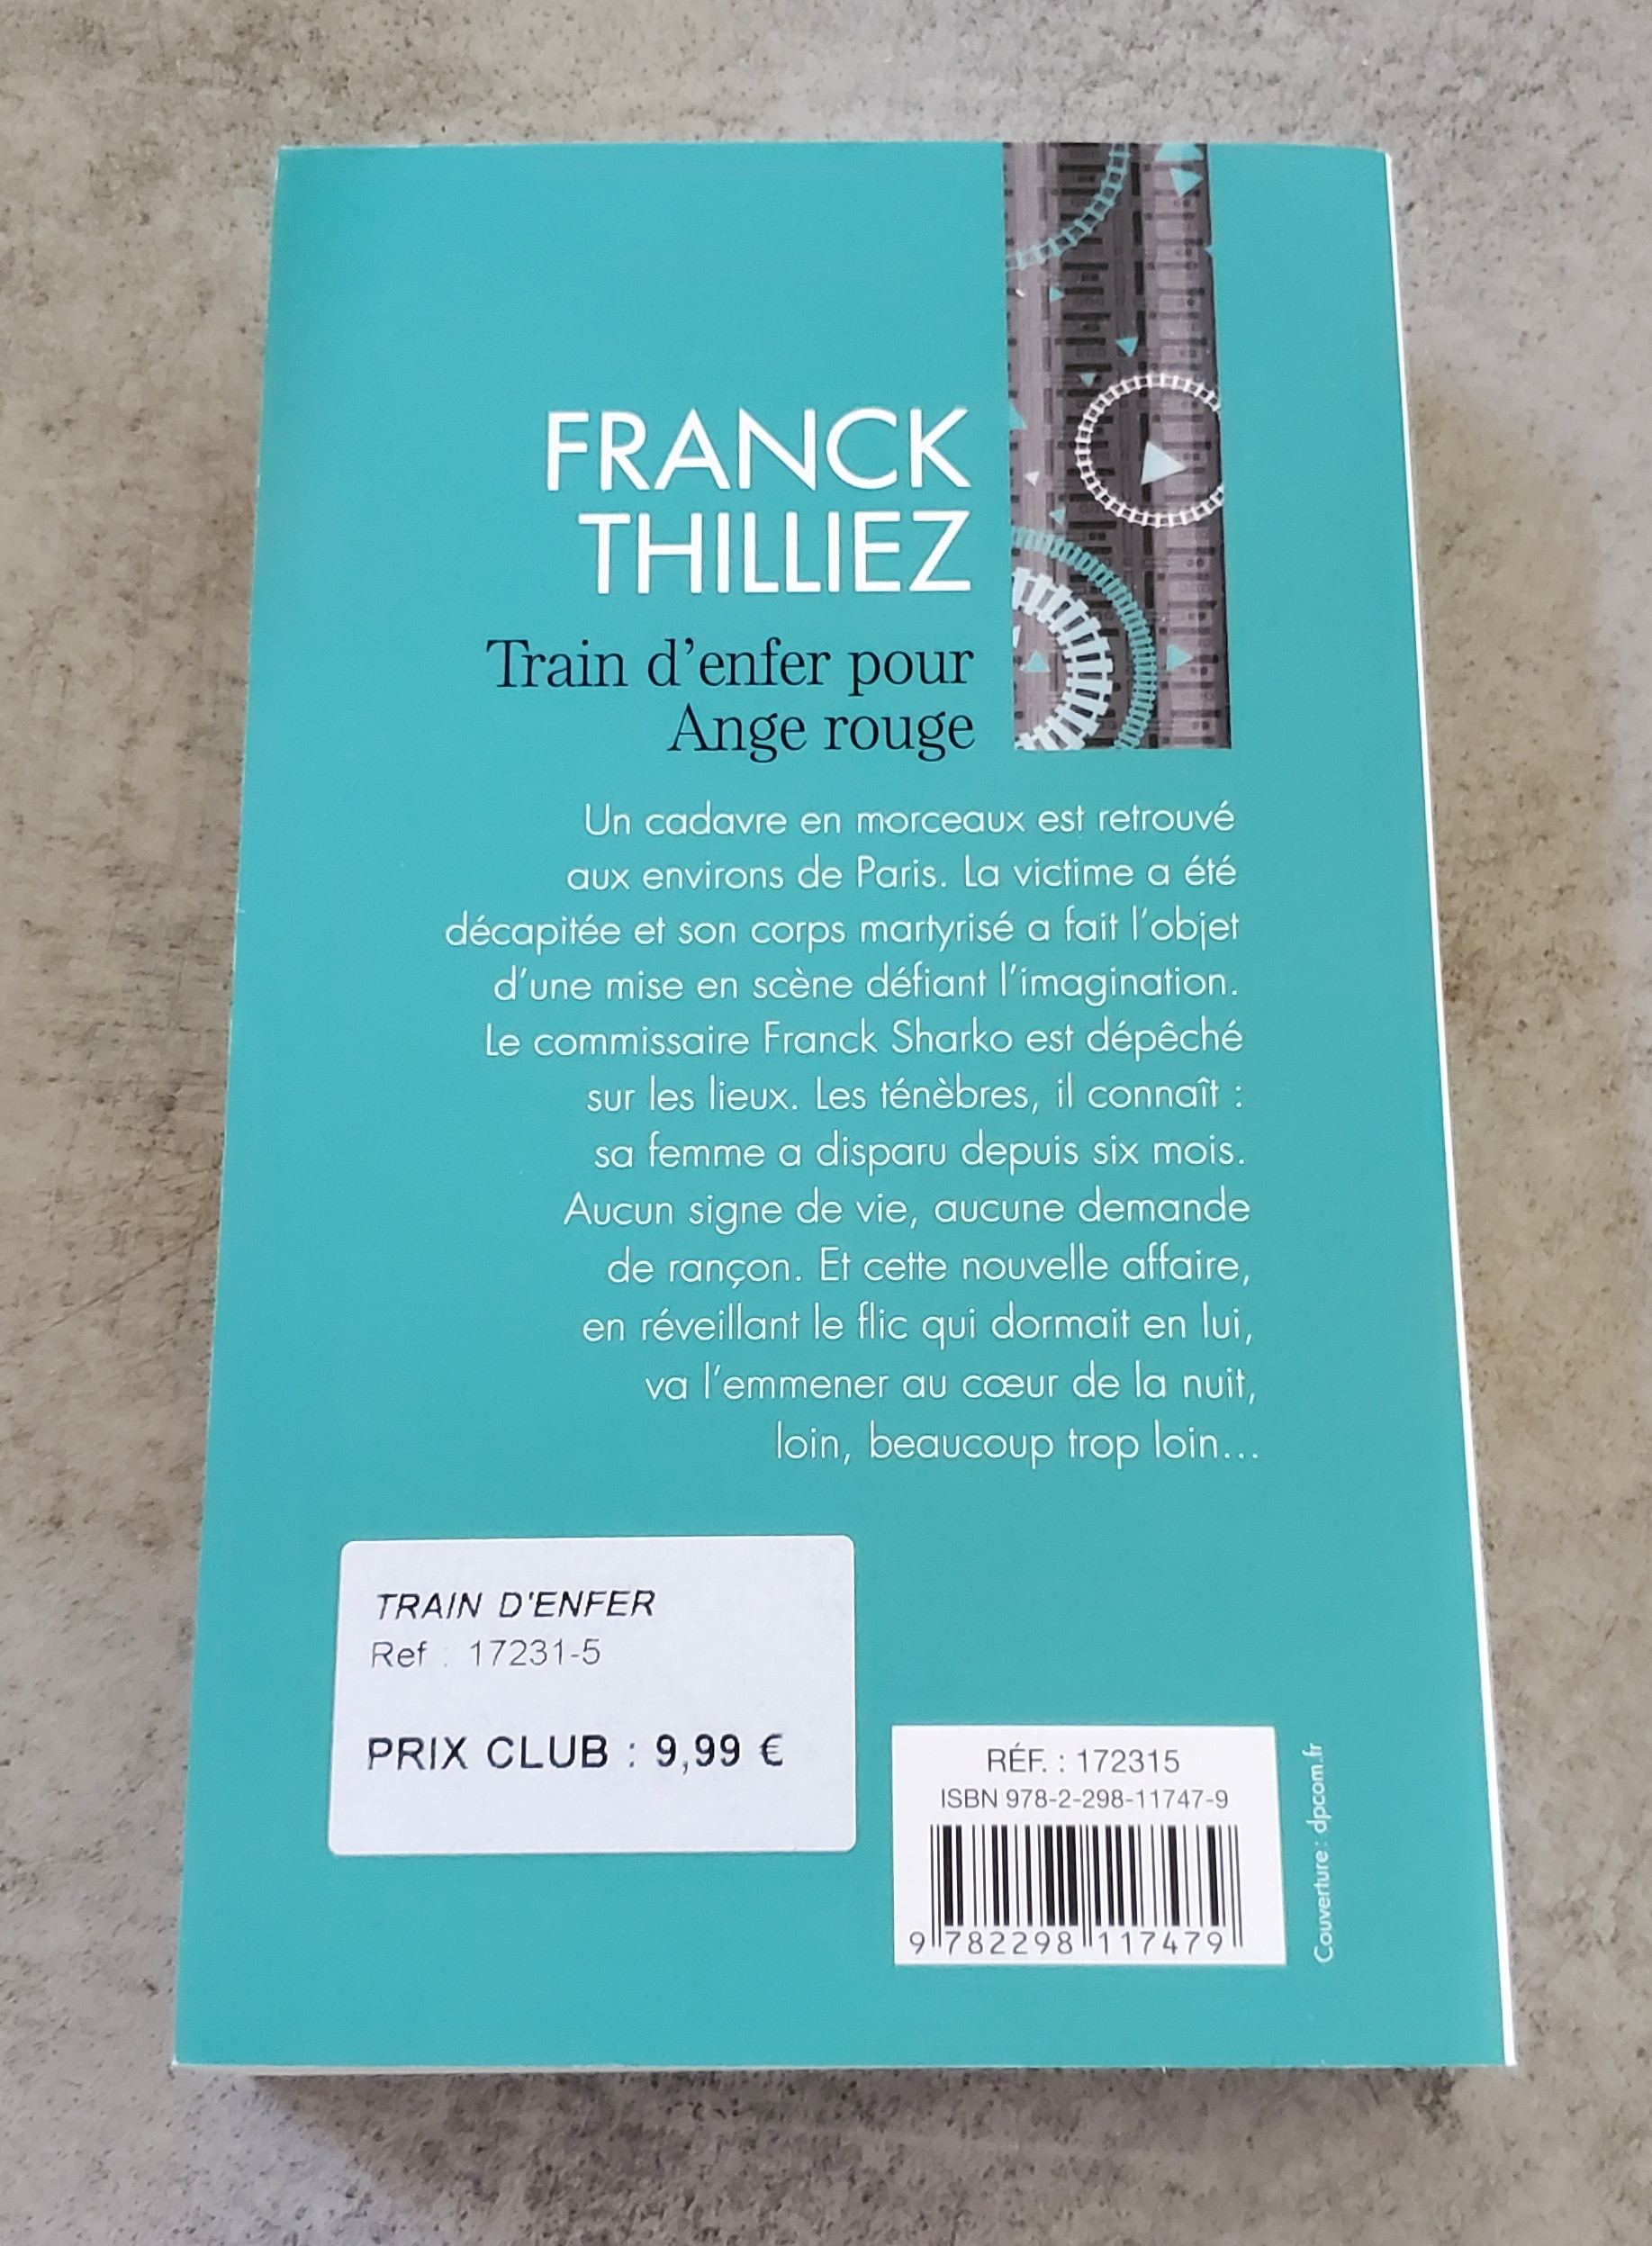 FRANCK
THILLIEZ
Train d'enfer pour
Ange rouge
Un cadavre en morceaux est retrouvé
aux environs de Paris. La victime a été
décapitée et son corps martyrisé a fait l'objet
d'une mise en scène défiant l'imagination.
Le commissaire Franck Sharko est dépêché
sur les lieux. Les ténèbres, il connaît :
sa femme a disparu depuis six mois.
Aucun signe de vie, aucune demande
de rançon. Et cette nouvelle affaire,
en réveillant le flic qui dormait en lui,
va l'emmener au cœur de la nuit,
loin, beaucoup trop loin...
TRAIN D'ENFER
Ref : 17231-5
PRIX CLUB : 9,99 €
RÉF. : 172315
ISBN 978-2-298-11747-9
9 782298 117479
Couverture : dpcom.fr